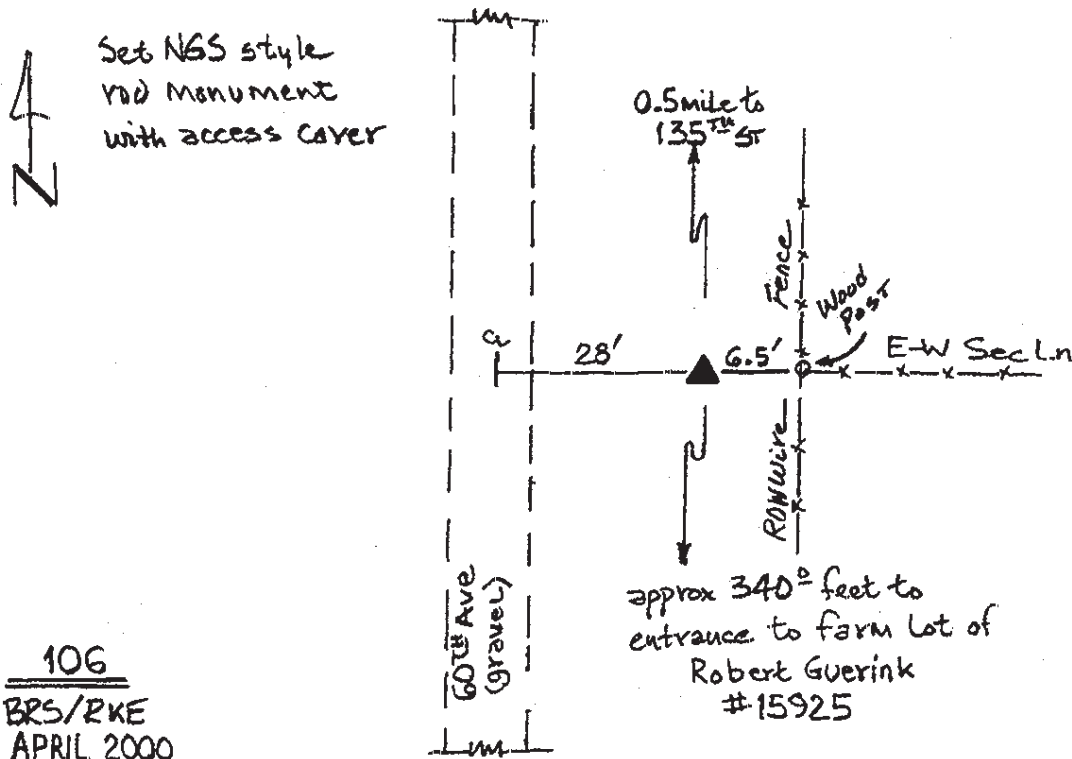 Set NGS style
rod Monument
with access cover
N
0.5 mile to
135TH ST
Fence
Wood
Post
℄
28'
6.5'
E-W Sec Ln
ROW Wire
60TH Ave
(gravel)
approx 340± feet to
entrance to farm Lot of
Robert Guerink
#15925
106
BRS/RKE
APRIL 2000